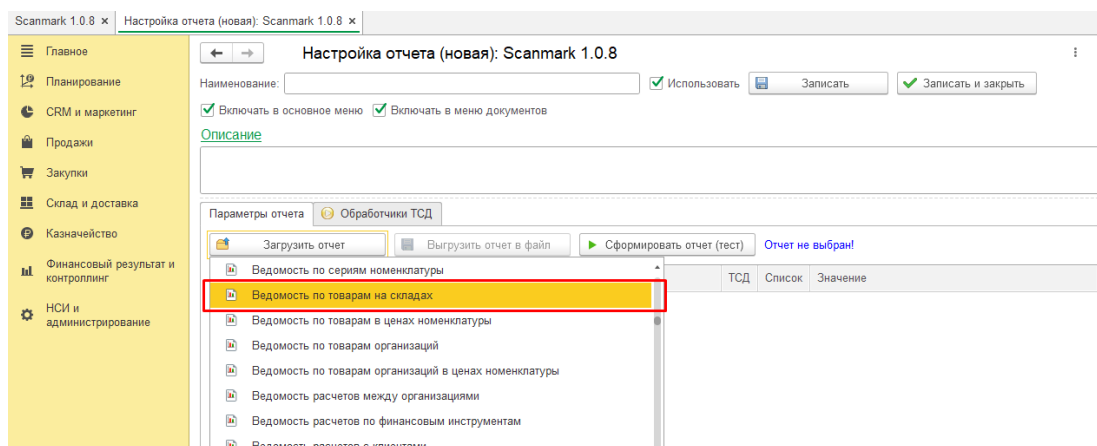 Scanmark 1.0.8 × Настройка отчета (новая): Scanmark 1.0.8 ×
Главное
Планирование
CRM и маркетинг
Продажи
Закупки
Склад и доставка
Казначейство
Финансовый результат и
контроллинг
НСИ и
администрирование
Настройка отчета (новая): Scanmark 1.0.8
Наименование: Использовать Записать Записать и закрыть
Включать в основное меню Включать в меню документов
Описание
Параметры отчета Обработчики ТСД
Загрузить отчет Выгрузить отчет в файл Сформировать отчет (тест) Отчет не выбран!
ТСД Список Значение
Ведомость по сериям номенклатуры
Ведомость по товарам на складах
Ведомость по товарам в ценах номенклатуры
Ведомость по товарам организаций
Ведомость по товарам организаций в ценах номенклатуры
Ведомость расчетов между организациями
Ведомость расчетов по финансовым инструментам
Ведомость расчетов с клиентами